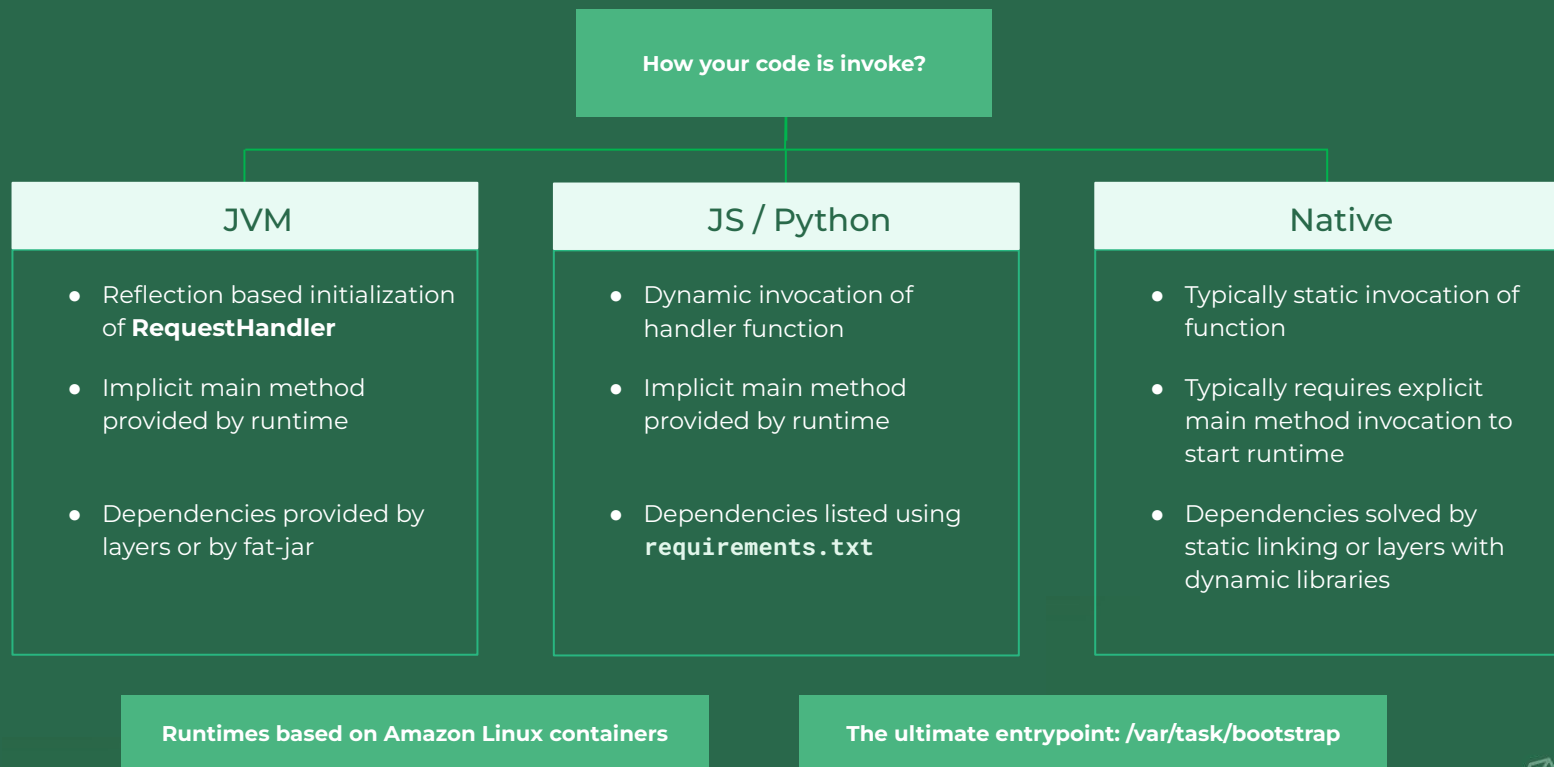 How your code is invoke?
JVM
● Reflection based initialization
of RequestHandler
● Implicit main method
provided by runtime
● Dependencies provided by
layers or by fat-jar
JS / Python
● Dynamic invocation of
handler function
● Implicit main method
provided by runtime
● Dependencies listed using
requirements.txt
Native
● Typically static invocation of
function
● Typically requires explicit
main method invocation to
start runtime
● Dependencies solved by
static linking or layers with
dynamic libraries
Runtimes based on Amazon Linux containers
The ultimate entrypoint: /var/task/bootstrap